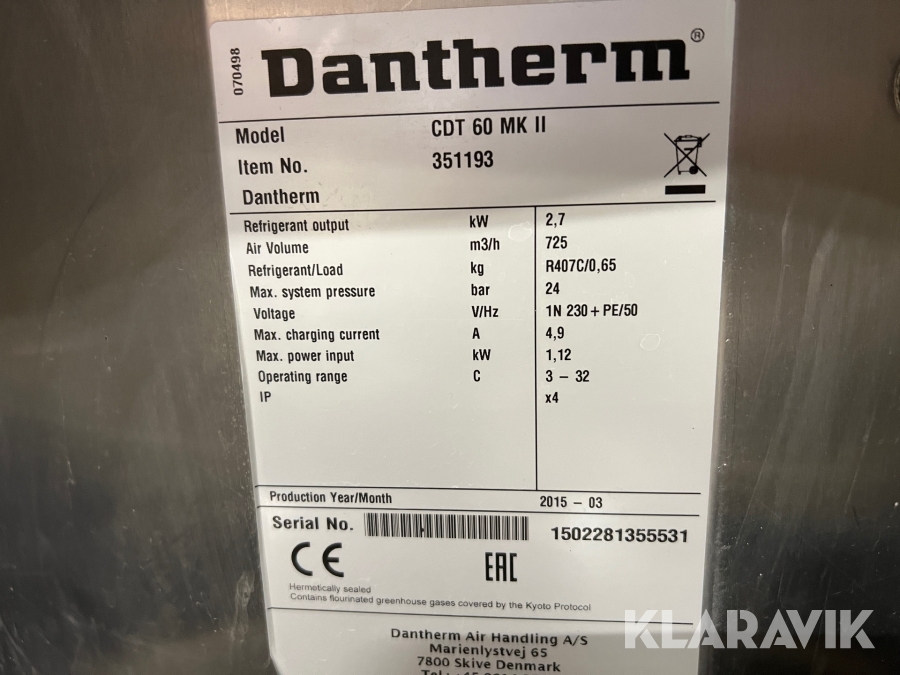 070498
Dantherm®
Model CDT 60 MK II
Item No. 351193
Dantherm
Refrigerant output kW 2,7
Air Volume m3/h 725
Refrigerant/Load kg R407C/0,65
Max. system pressure bar 24
Voltage V/Hz 1N 230 + PE/50
Max. charging current A 4,9
Max. power input kW 1,12
Operating range C 3 – 32
IP x4
Production Year/Month 2015 – 03
Serial No. 1502281355531
CE EAC
Hermetically sealed
Contains flourinated greenhouse gases covered by the Kyoto Protocol
Dantherm Air Handling A/S
Marienlystvej 65
7800 Skive Denmark
KLARAVIK